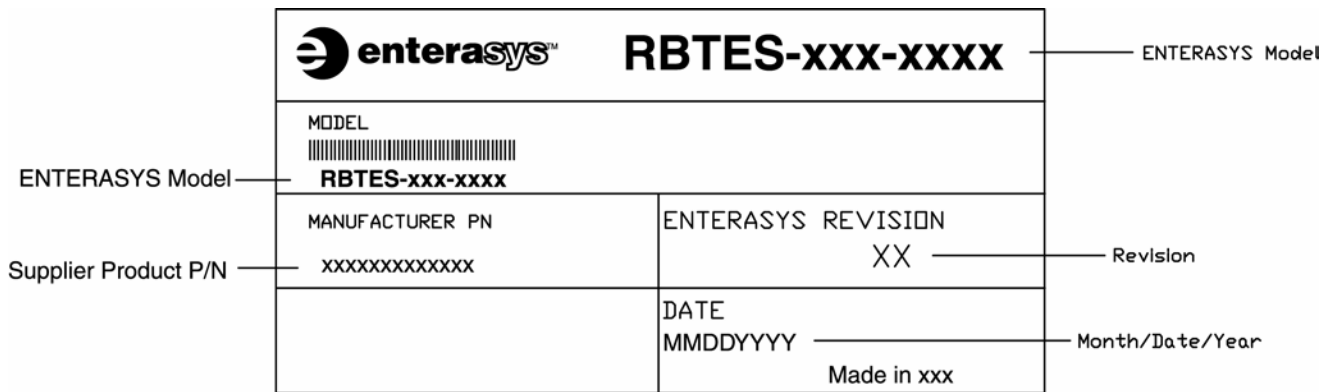 enterasys™ RBTES-xxx-xxxx ENTERASYS Model
MODEL
ENTERASYS Model RBTES-xxx-xxxx
MANUFACTURER PN ENTERASYS REVISION
XX Revision
Supplier Product P/N xxxxxxxxxxxxx
DATE
MMDDYYYY Month/Date/Year
Made in xxx